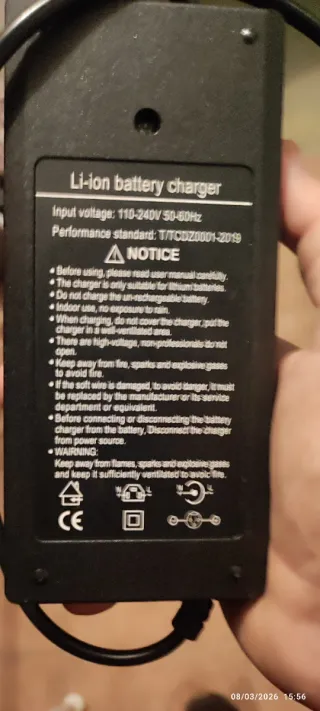 Li-ion battery charger
Input voltage: 110-240V 50-60Hz
Performance standard: T/TCDZ0001-2019
NOTICE
• Before using, please read user manual carefully.
• The charger is only suitable for lithium batteries.
• Do not charge the un-rechargeable battery.
• Indoor use, no exposure to rain.
• When charging, do not cover the charger, put the
charger in a well-ventilated area.
• There are high-voltage, non-professionals do not
open.
• Keep away from fire, sparks and explosive gases
to avoid fire.
• If the soft wire is damaged, to avoid danger, it must
be replaced by the manufacturer or its service
department or equivalent.
• Before connecting or disconnecting the battery
charger from the battery, Disconnect the charger
from power source.
• WARNING:
Keep away from flames, sparks and explosive gases
and keep it sufficiently ventilated to avoid fire.
CE
08/03/2026 15:56